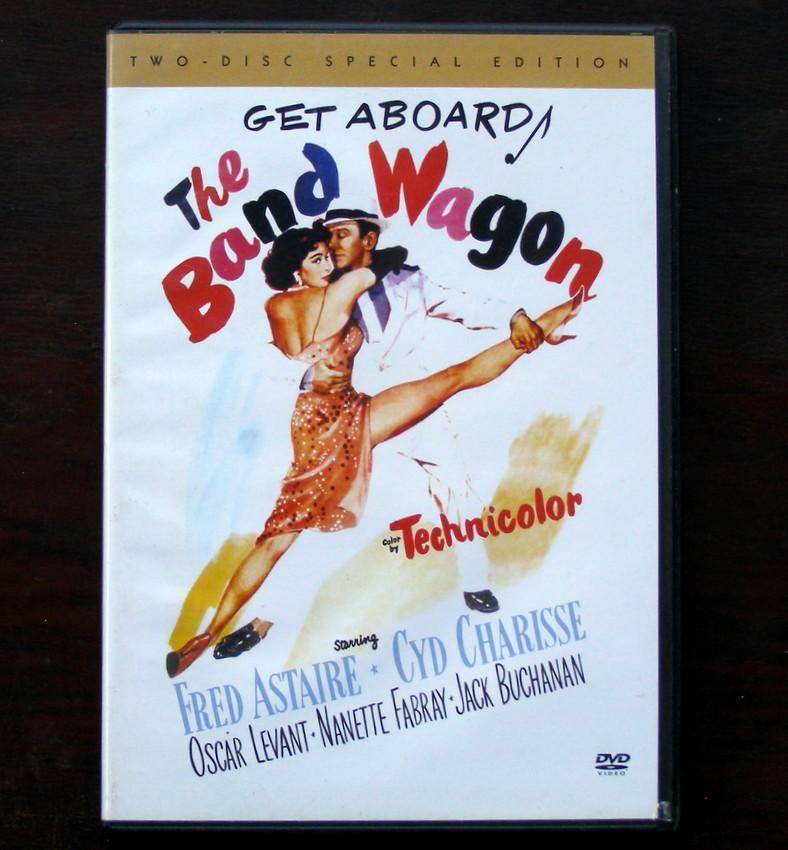 TWO-DISC SPECIAL EDITION
GET ABOARD
The
Band Wagon
Color by Technicolor
Starring
FRED ASTAIRE * CYD CHARISSE
OSCAR LEVANT · NANETTE FABRAY · JACK BUCHANAN
DVD
VIDEO